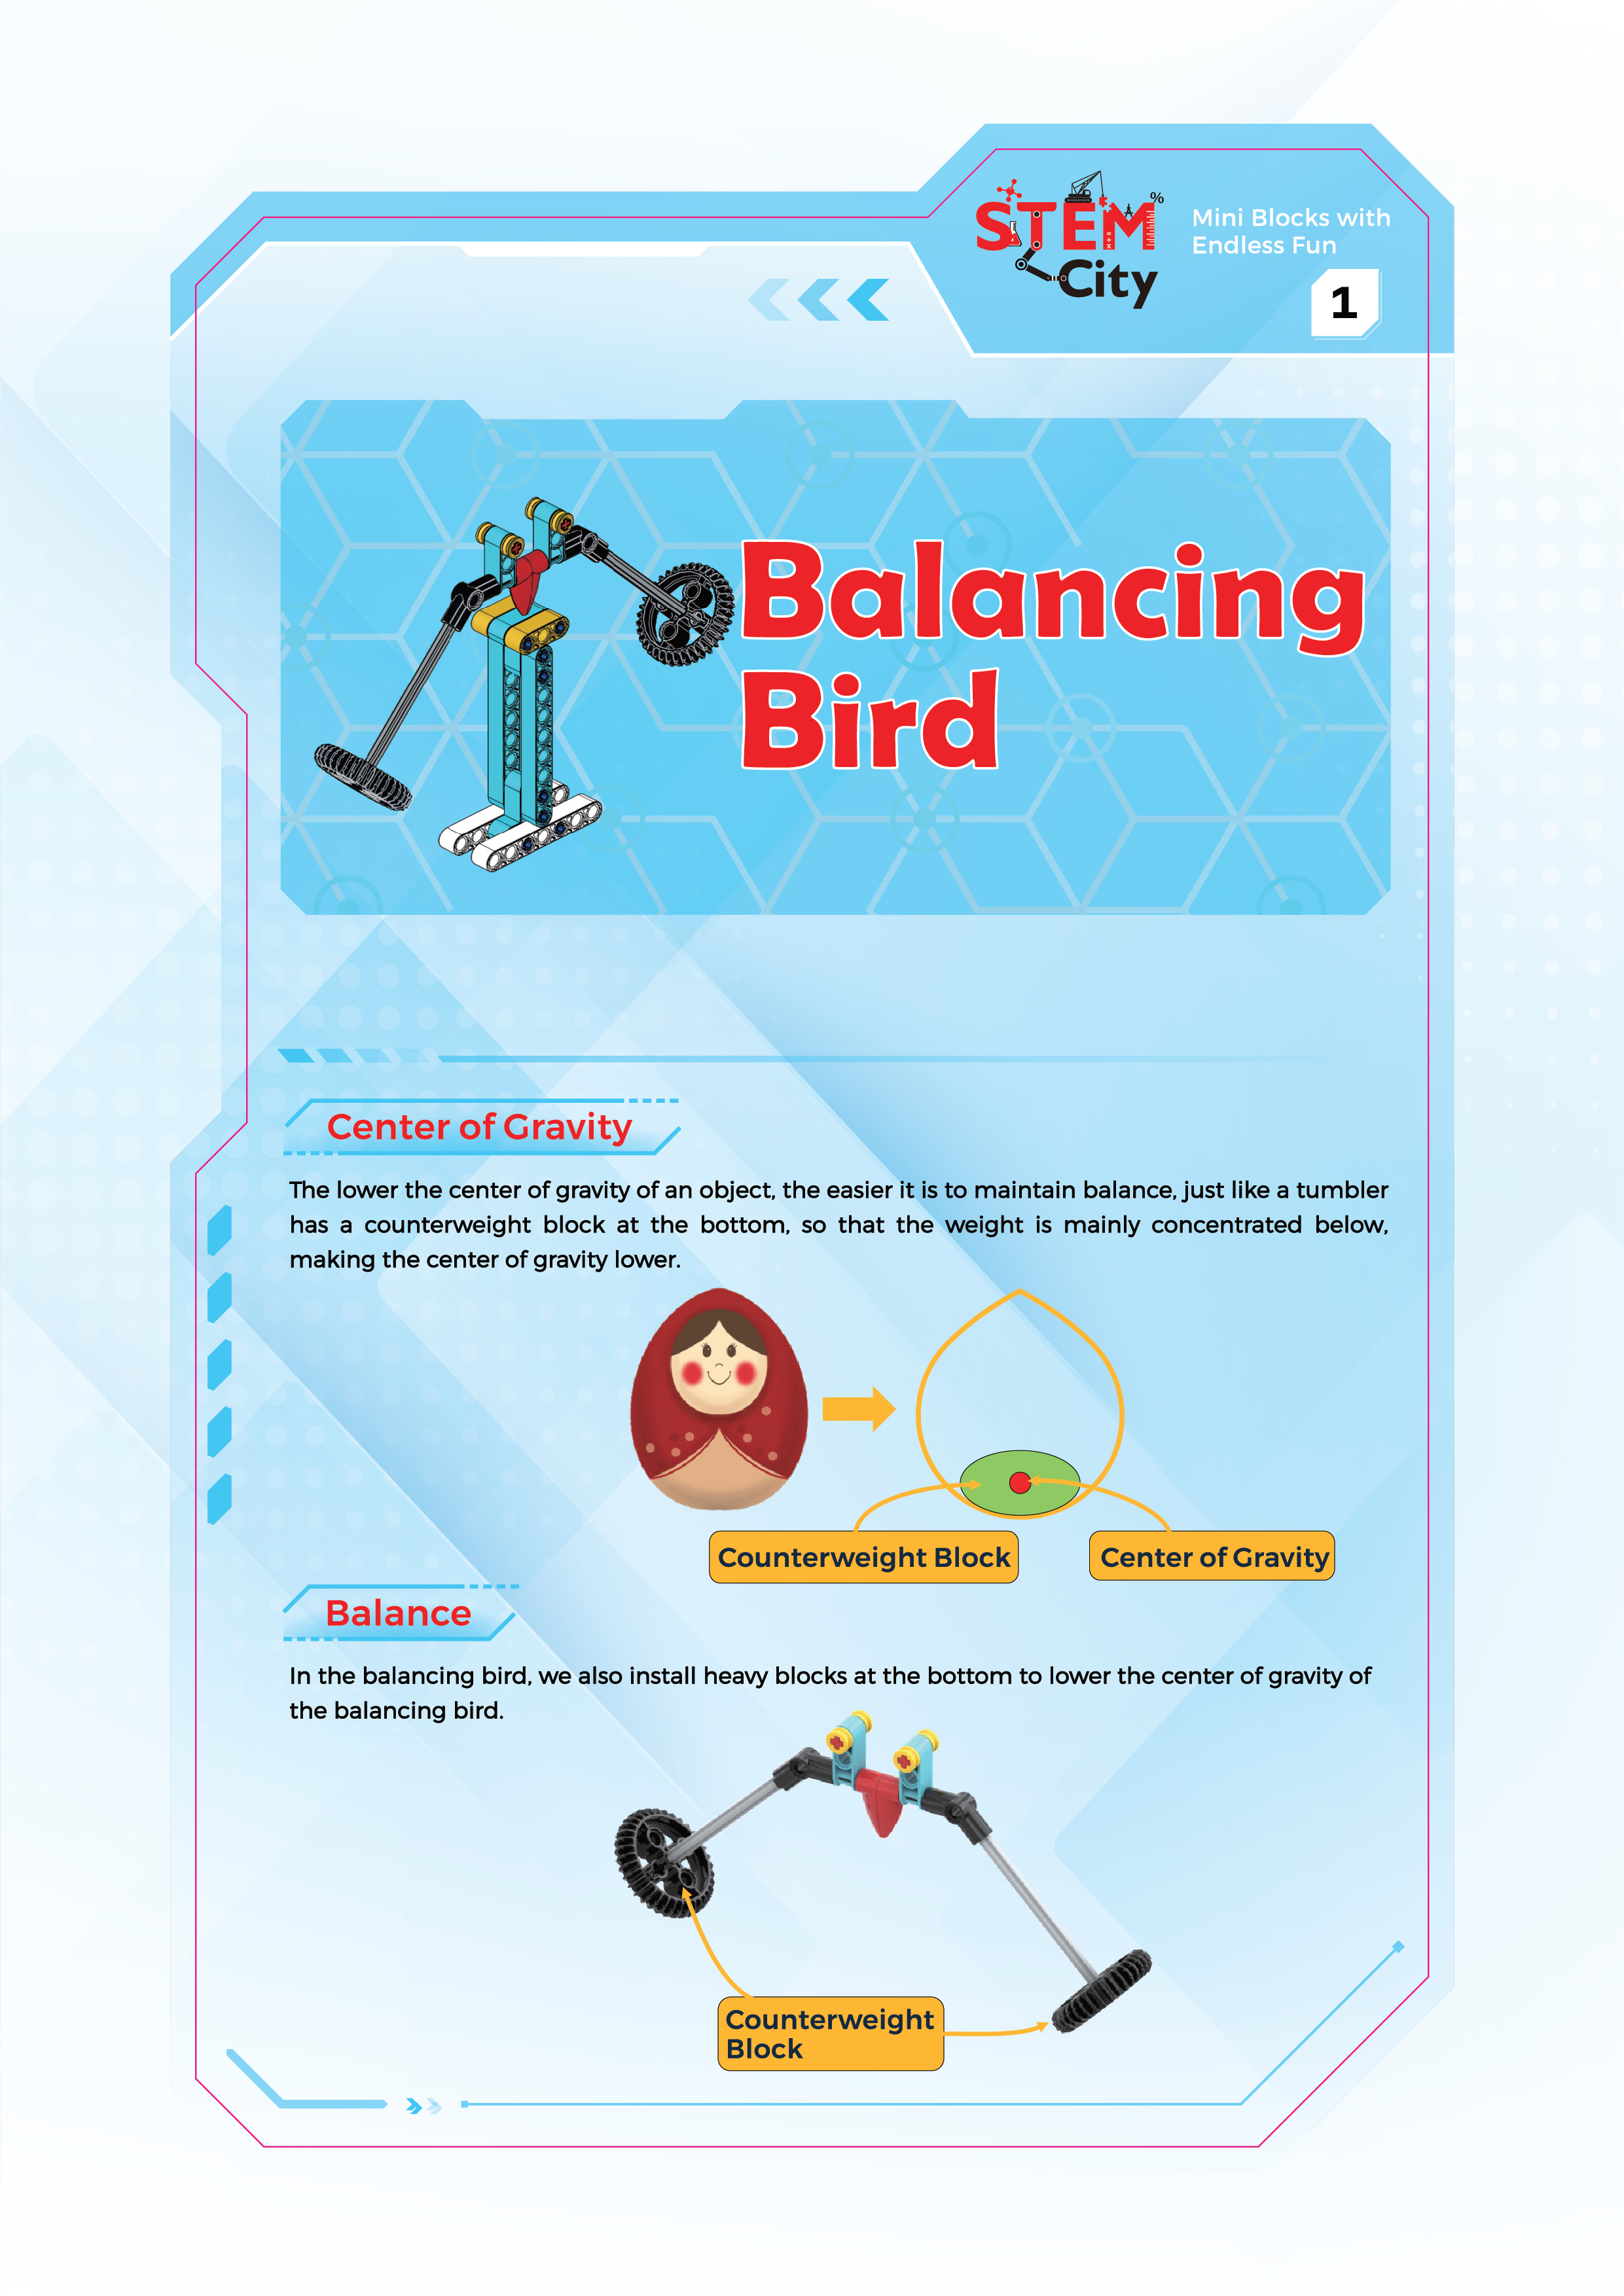 STEM %
City
Mini Blocks with
Endless Fun
1
Balancing
Bird
Center of Gravity
The lower the center of gravity of an object, the easier it is to maintain balance, just like a tumbler
has a counterweight block at the bottom, so that the weight is mainly concentrated below,
making the center of gravity lower.
Counterweight Block
Center of Gravity
Balance
In the balancing bird, we also install heavy blocks at the bottom to lower the center of gravity of
the balancing bird.
Counterweight
Block